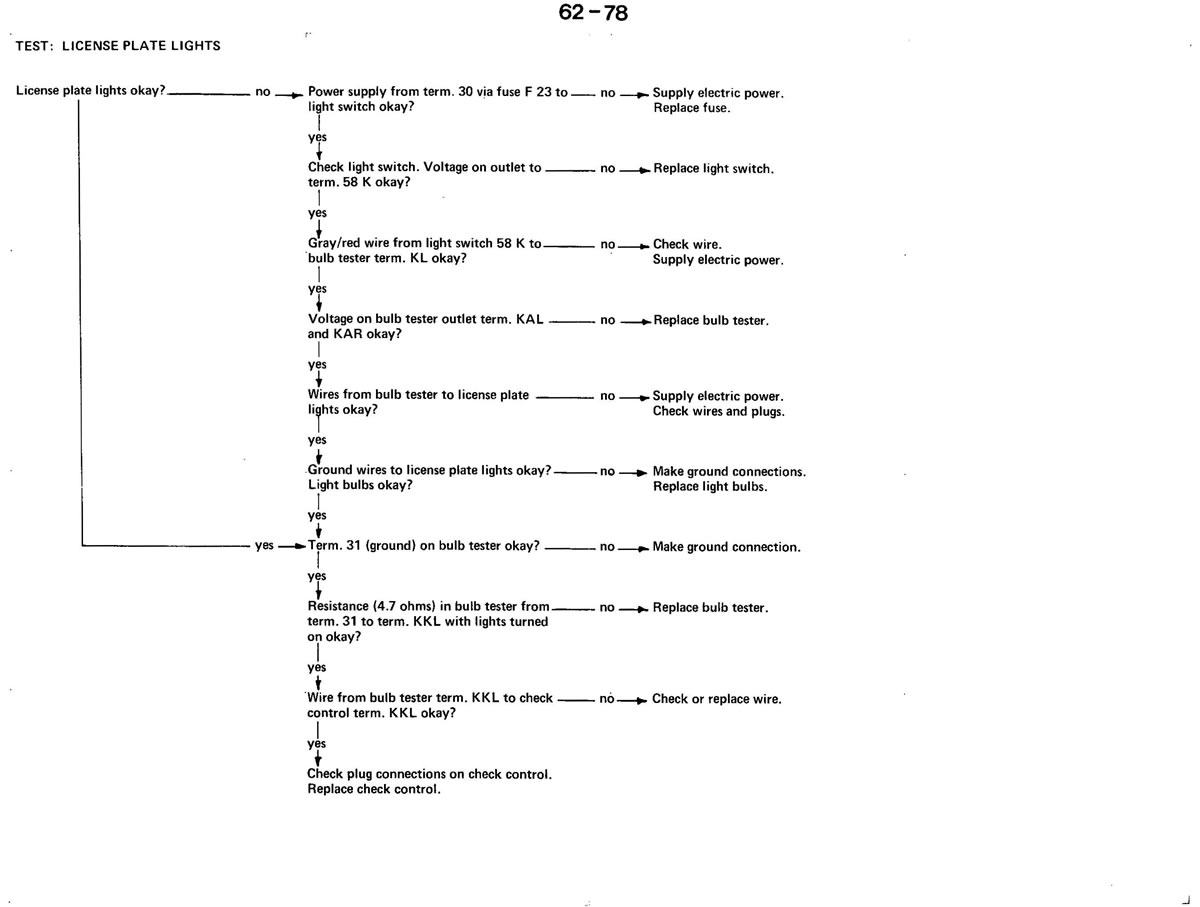 62-78
TEST: LICENSE PLATE LIGHTS
License plate lights okay? no Power supply from term. 30 via fuse F 23 to no Supply electric power.
light switch okay? Replace fuse.
yes
Check light switch. Voltage on outlet to no Replace light switch.
term. 58 K okay?
yes
Gray/red wire from light switch 58 K to no Check wire.
bulb tester term. KL okay? Supply electric power.
yes
Voltage on bulb tester outlet term. KAL no Replace bulb tester.
and KAR okay?
yes
Wires from bulb tester to license plate no Supply electric power.
lights okay? Check wires and plugs.
yes
Ground wires to license plate lights okay? no Make ground connections.
Light bulbs okay? Replace light bulbs.
yes
yes Term. 31 (ground) on bulb tester okay? no Make ground connection.
yes
Resistance (4.7 ohms) in bulb tester from no Replace bulb tester.
term. 31 to term. KKL with lights turned
on okay?
yes
Wire from bulb tester term. KKL to check no Check or replace wire.
control term. KKL okay?
yes
Check plug connections on check control.
Replace check control.